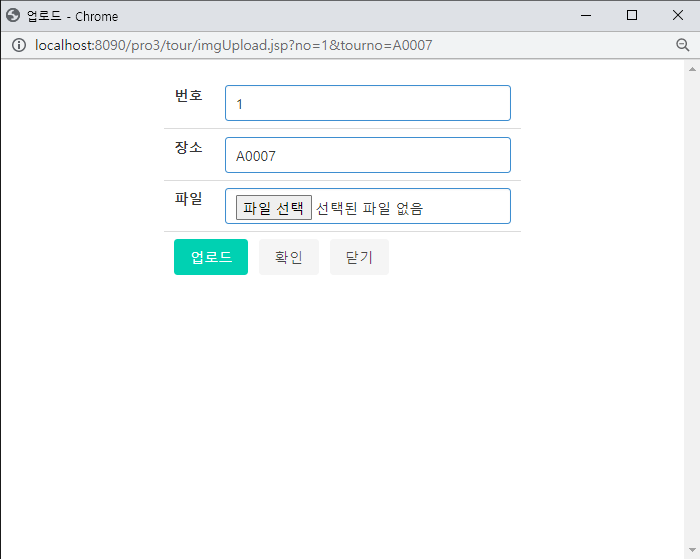 업로드 - Chrome
localhost:8090/pro3/tour/imgUpload.jsp?no=1&tourno=A0007
번호 1
장소 A0007
파일 파일 선택 선택된 파일 없음
업로드 확인 닫기